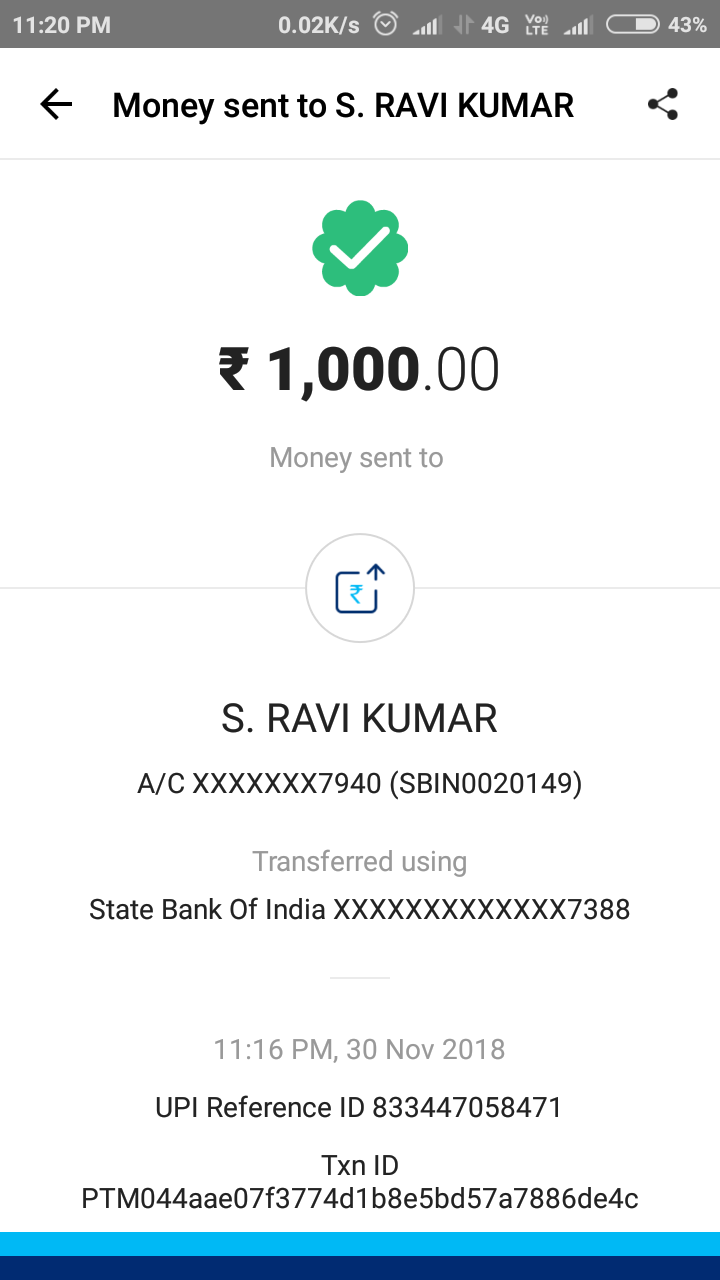 11:20 PM 0.02K/s 4G Vo)) LTE 43%
Money sent to S. RAVI KUMAR
₹ 1,000.00
Money sent to
₹
S. RAVI KUMAR
A/C XXXXXXX7940 (SBIN0020149)
Transferred using
State Bank Of India XXXXXXXXXXXXX7388
11:16 PM, 30 Nov 2018
UPI Reference ID 833447058471
Txn ID
PTM044aae07f3774d1b8e5bd57a7886de4c